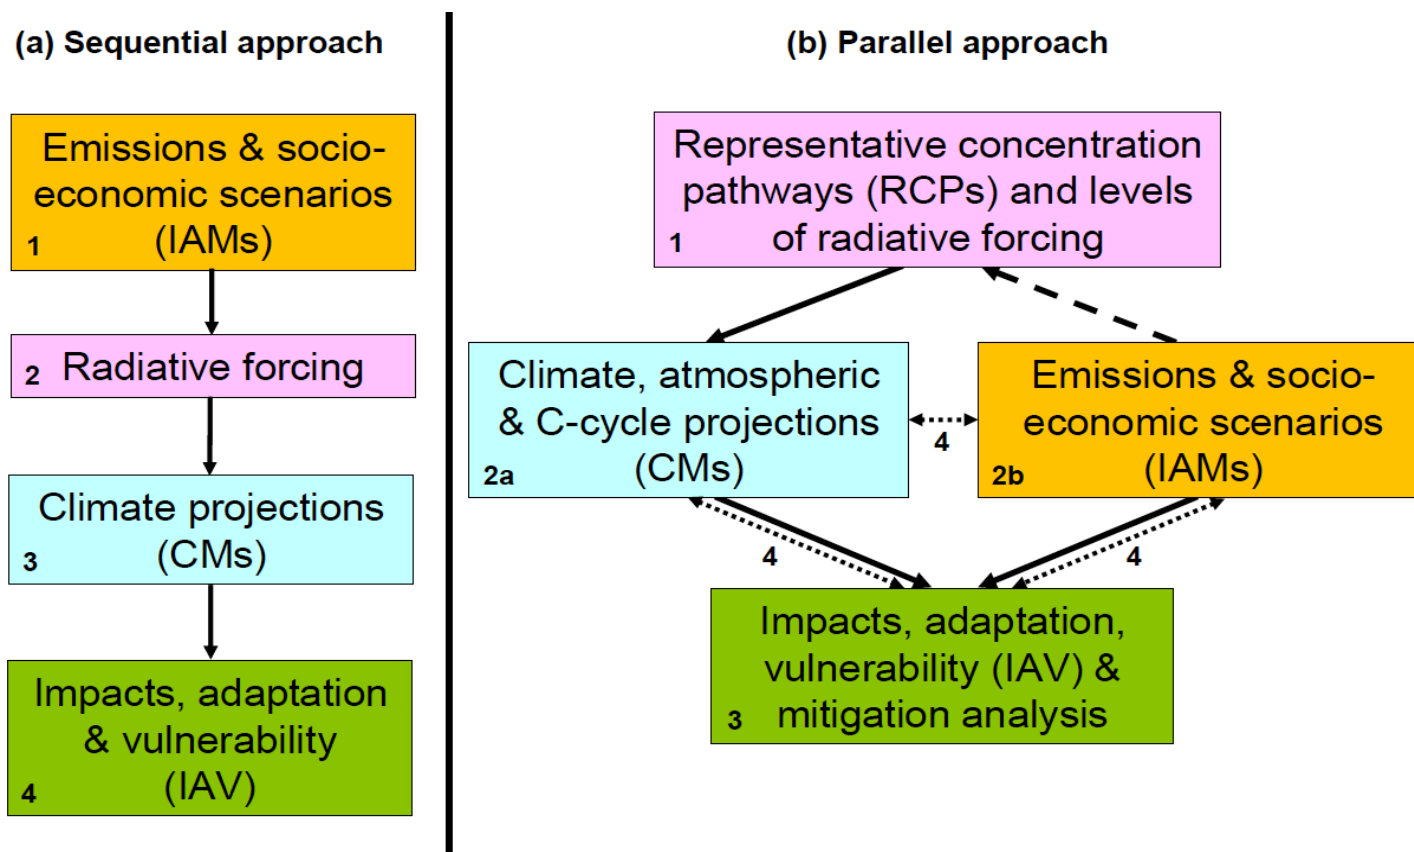 (a) Sequential approach
Emissions & socio-
economic scenarios
(IAMs)
1
2 Radiative forcing
Climate projections
(CMs)
3
Impacts, adaptation
& vulnerability
(IAV)
4
(b) Parallel approach
Representative concentration
pathways (RCPs) and levels
of radiative forcing
1
Climate, atmospheric
& C-cycle projections
(CMs)
2a
4
Emissions & socio-
economic scenarios
(IAMs)
2b
4
4
Impacts, adaptation,
vulnerability (IAV) &
mitigation analysis
3